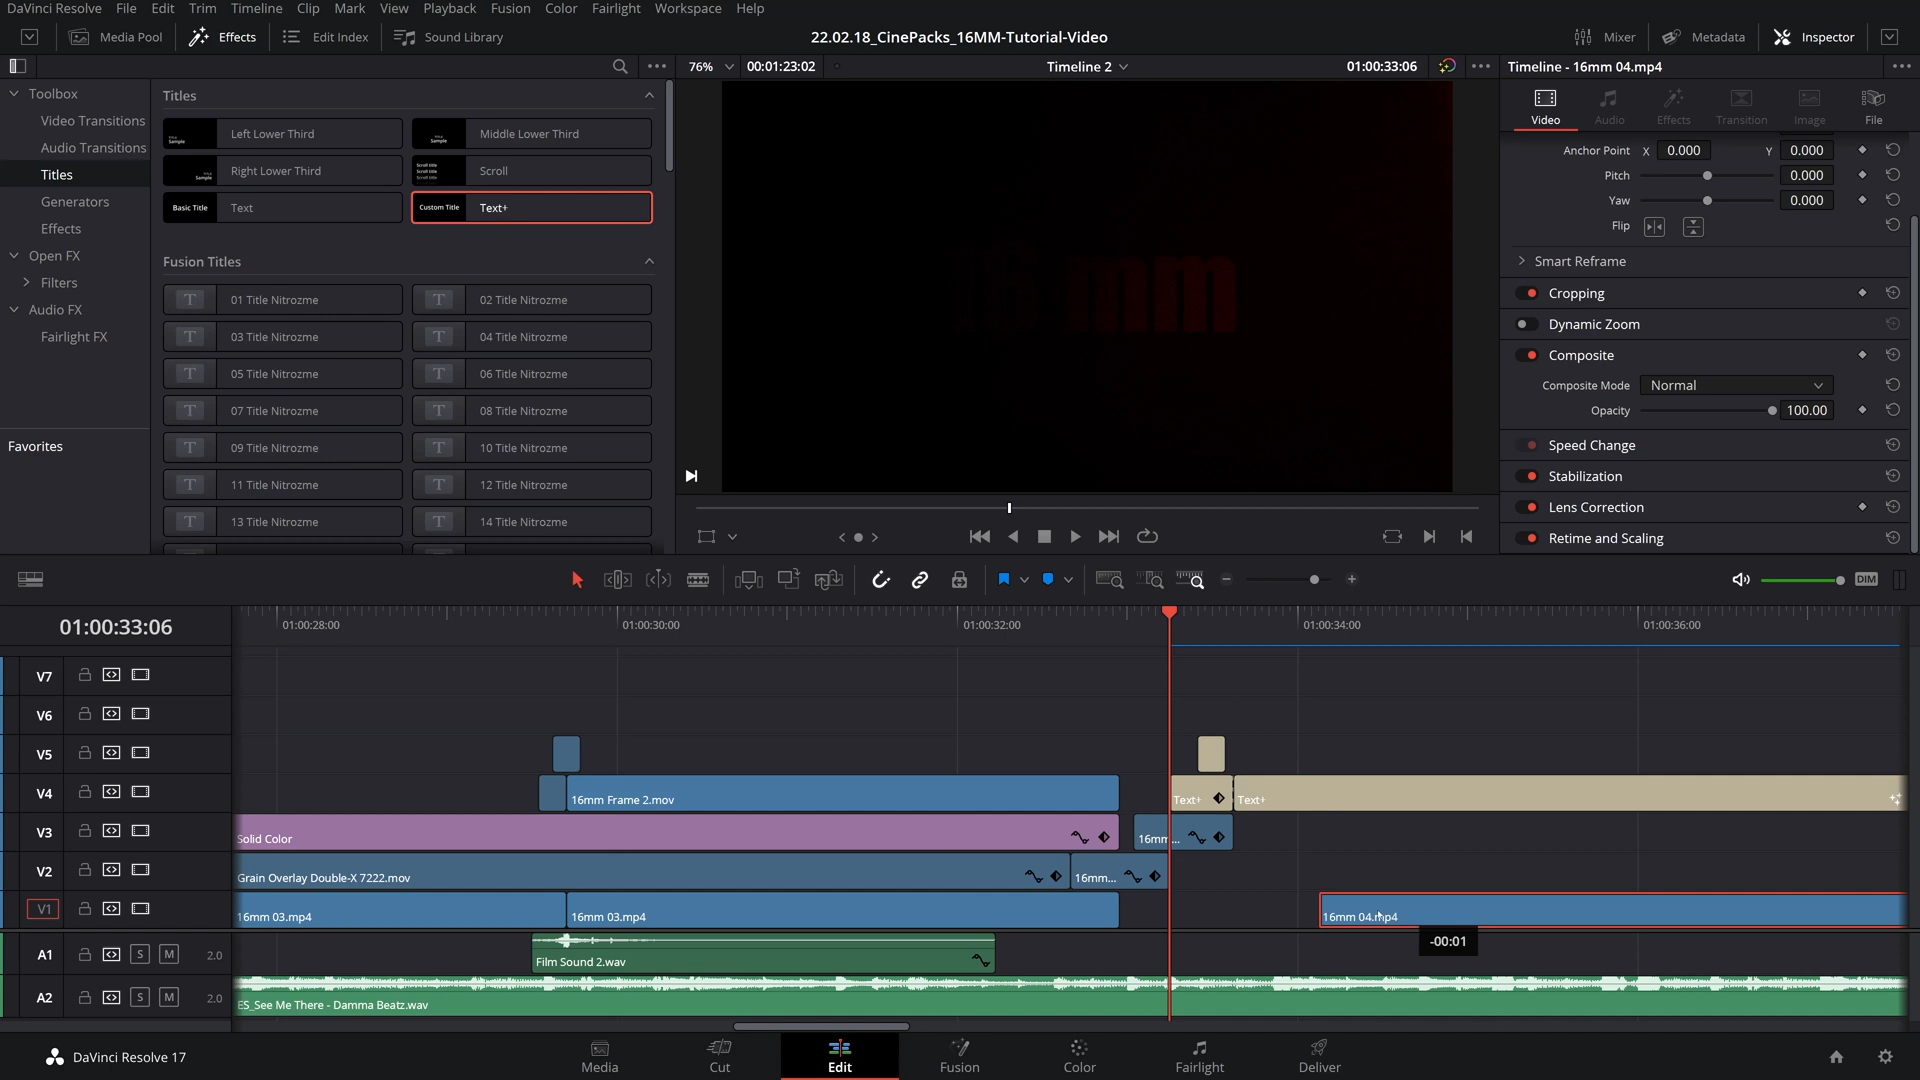 DaVinci Resolve File Edit Trim Timeline Clip Mark View Playback Fusion Color Fairlight Workspace Help
Media Pool Effects Edit Index Sound Library 22.02.18_CinePacks_16MM-Tutorial-Video Mixer Metadata Inspector
76% 00:01:23:02 Timeline 2 01:00:33:06 Timeline - 16mm 04.mp4
Toolbox
Video Transitions
Audio Transitions
Titles
Generators
Effects
Open FX
Filters
Audio FX
Fairlight FX
Favorites
Titles
Left Lower Third Middle Lower Third
Right Lower Third Scroll
Basic Title Text Custom Title Text+
Fusion Titles
01 Title Nitrozme 02 Title Nitrozme
03 Title Nitrozme 04 Title Nitrozme
05 Title Nitrozme 06 Title Nitrozme
07 Title Nitrozme 08 Title Nitrozme
09 Title Nitrozme 10 Title Nitrozme
11 Title Nitrozme 12 Title Nitrozme
13 Title Nitrozme 14 Title Nitrozme
16 mm
Video Audio Effects Transition Image File
Anchor Point X 0.000 Y 0.000
Pitch 0.000
Yaw 0.000
Flip
Smart Reframe
Cropping
Dynamic Zoom
Composite
Composite Mode Normal
Opacity 100.00
Speed Change
Stabilization
Lens Correction
Retime and Scaling
DIM
01:00:33:06 01:00:28:00 01:00:30:00 01:00:32:00 01:00:34:00 01:00:36:00
V7
V6
V5
V4 16mm Frame 2.mov Text+ Text+
V3 Solid Color 16mm...
V2 Grain Overlay Double-X 7222.mov 16mm...
V1 16mm 03.mp4 16mm 03.mp4 16mm 04.mp4
-00:01
A1 S M 2.0 Film Sound 2.wav
A2 S M 2.0 ES_See Me There - Damma Beatz.wav
DaVinci Resolve 17 Media Cut Edit Fusion Color Fairlight Deliver